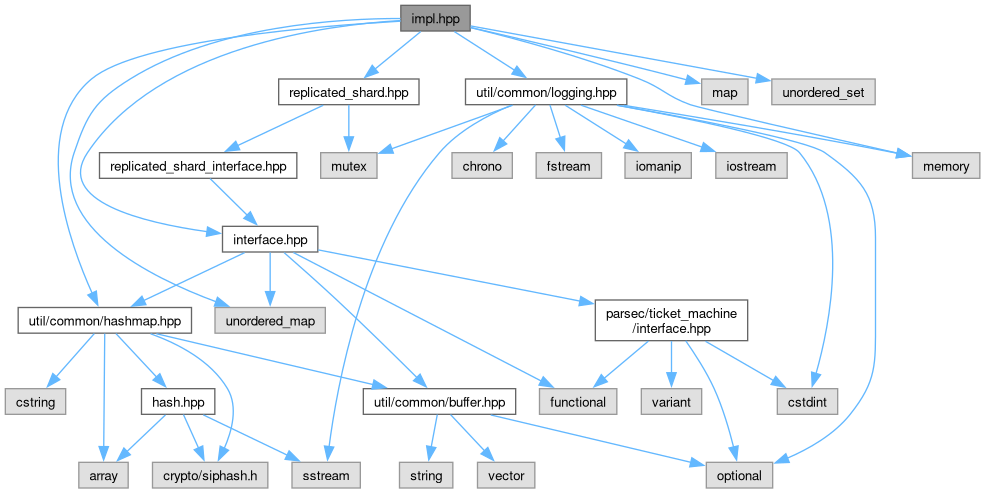 impl.hpp
replicated_shard.hpp
util/common/logging.hpp
map
unordered_set
replicated_shard_interface.hpp
mutex
chrono
fstream
iomanip
iostream
memory
interface.hpp
util/common/hashmap.hpp
unordered_map
parsec/ticket_machine
/interface.hpp
cstring
hash.hpp
util/common/buffer.hpp
functional
variant
cstdint
array
crypto/siphash.h
sstream
string
vector
optional